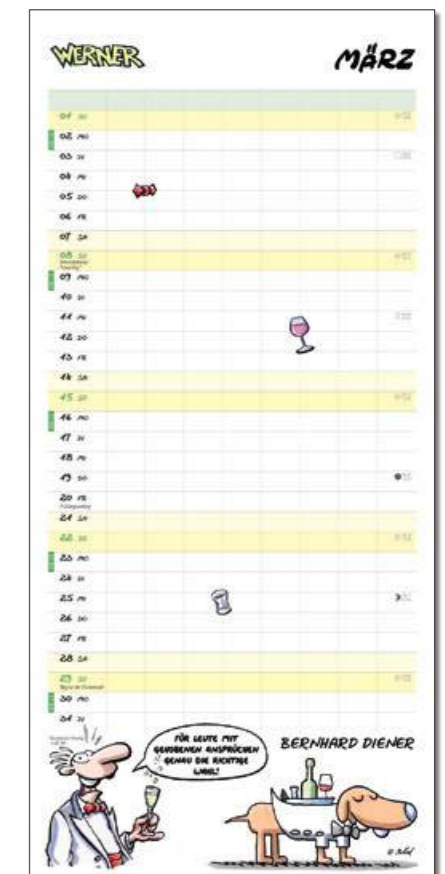 WERNER
MÄRZ
01 SO
02 MO
03 DI
04 MI
05 DO
06 FR
07 SA
08 SO
09 MO
10 DI
11 MI
12 DO
13 FR
14 SA
15 SO
16 MO
17 DI
18 MI
19 DO
20 FR
21 SA
22 SO
23 MO
24 DI
25 MI
26 DO
27 FR
28 SA
29 SO
30 MO
31 DI
FÜR LEUTE MIT
GEHOBENEN ANSPRÜCHEN
GENAU DIE RICHTIGE
WAHL!
BERNHARD DIENER